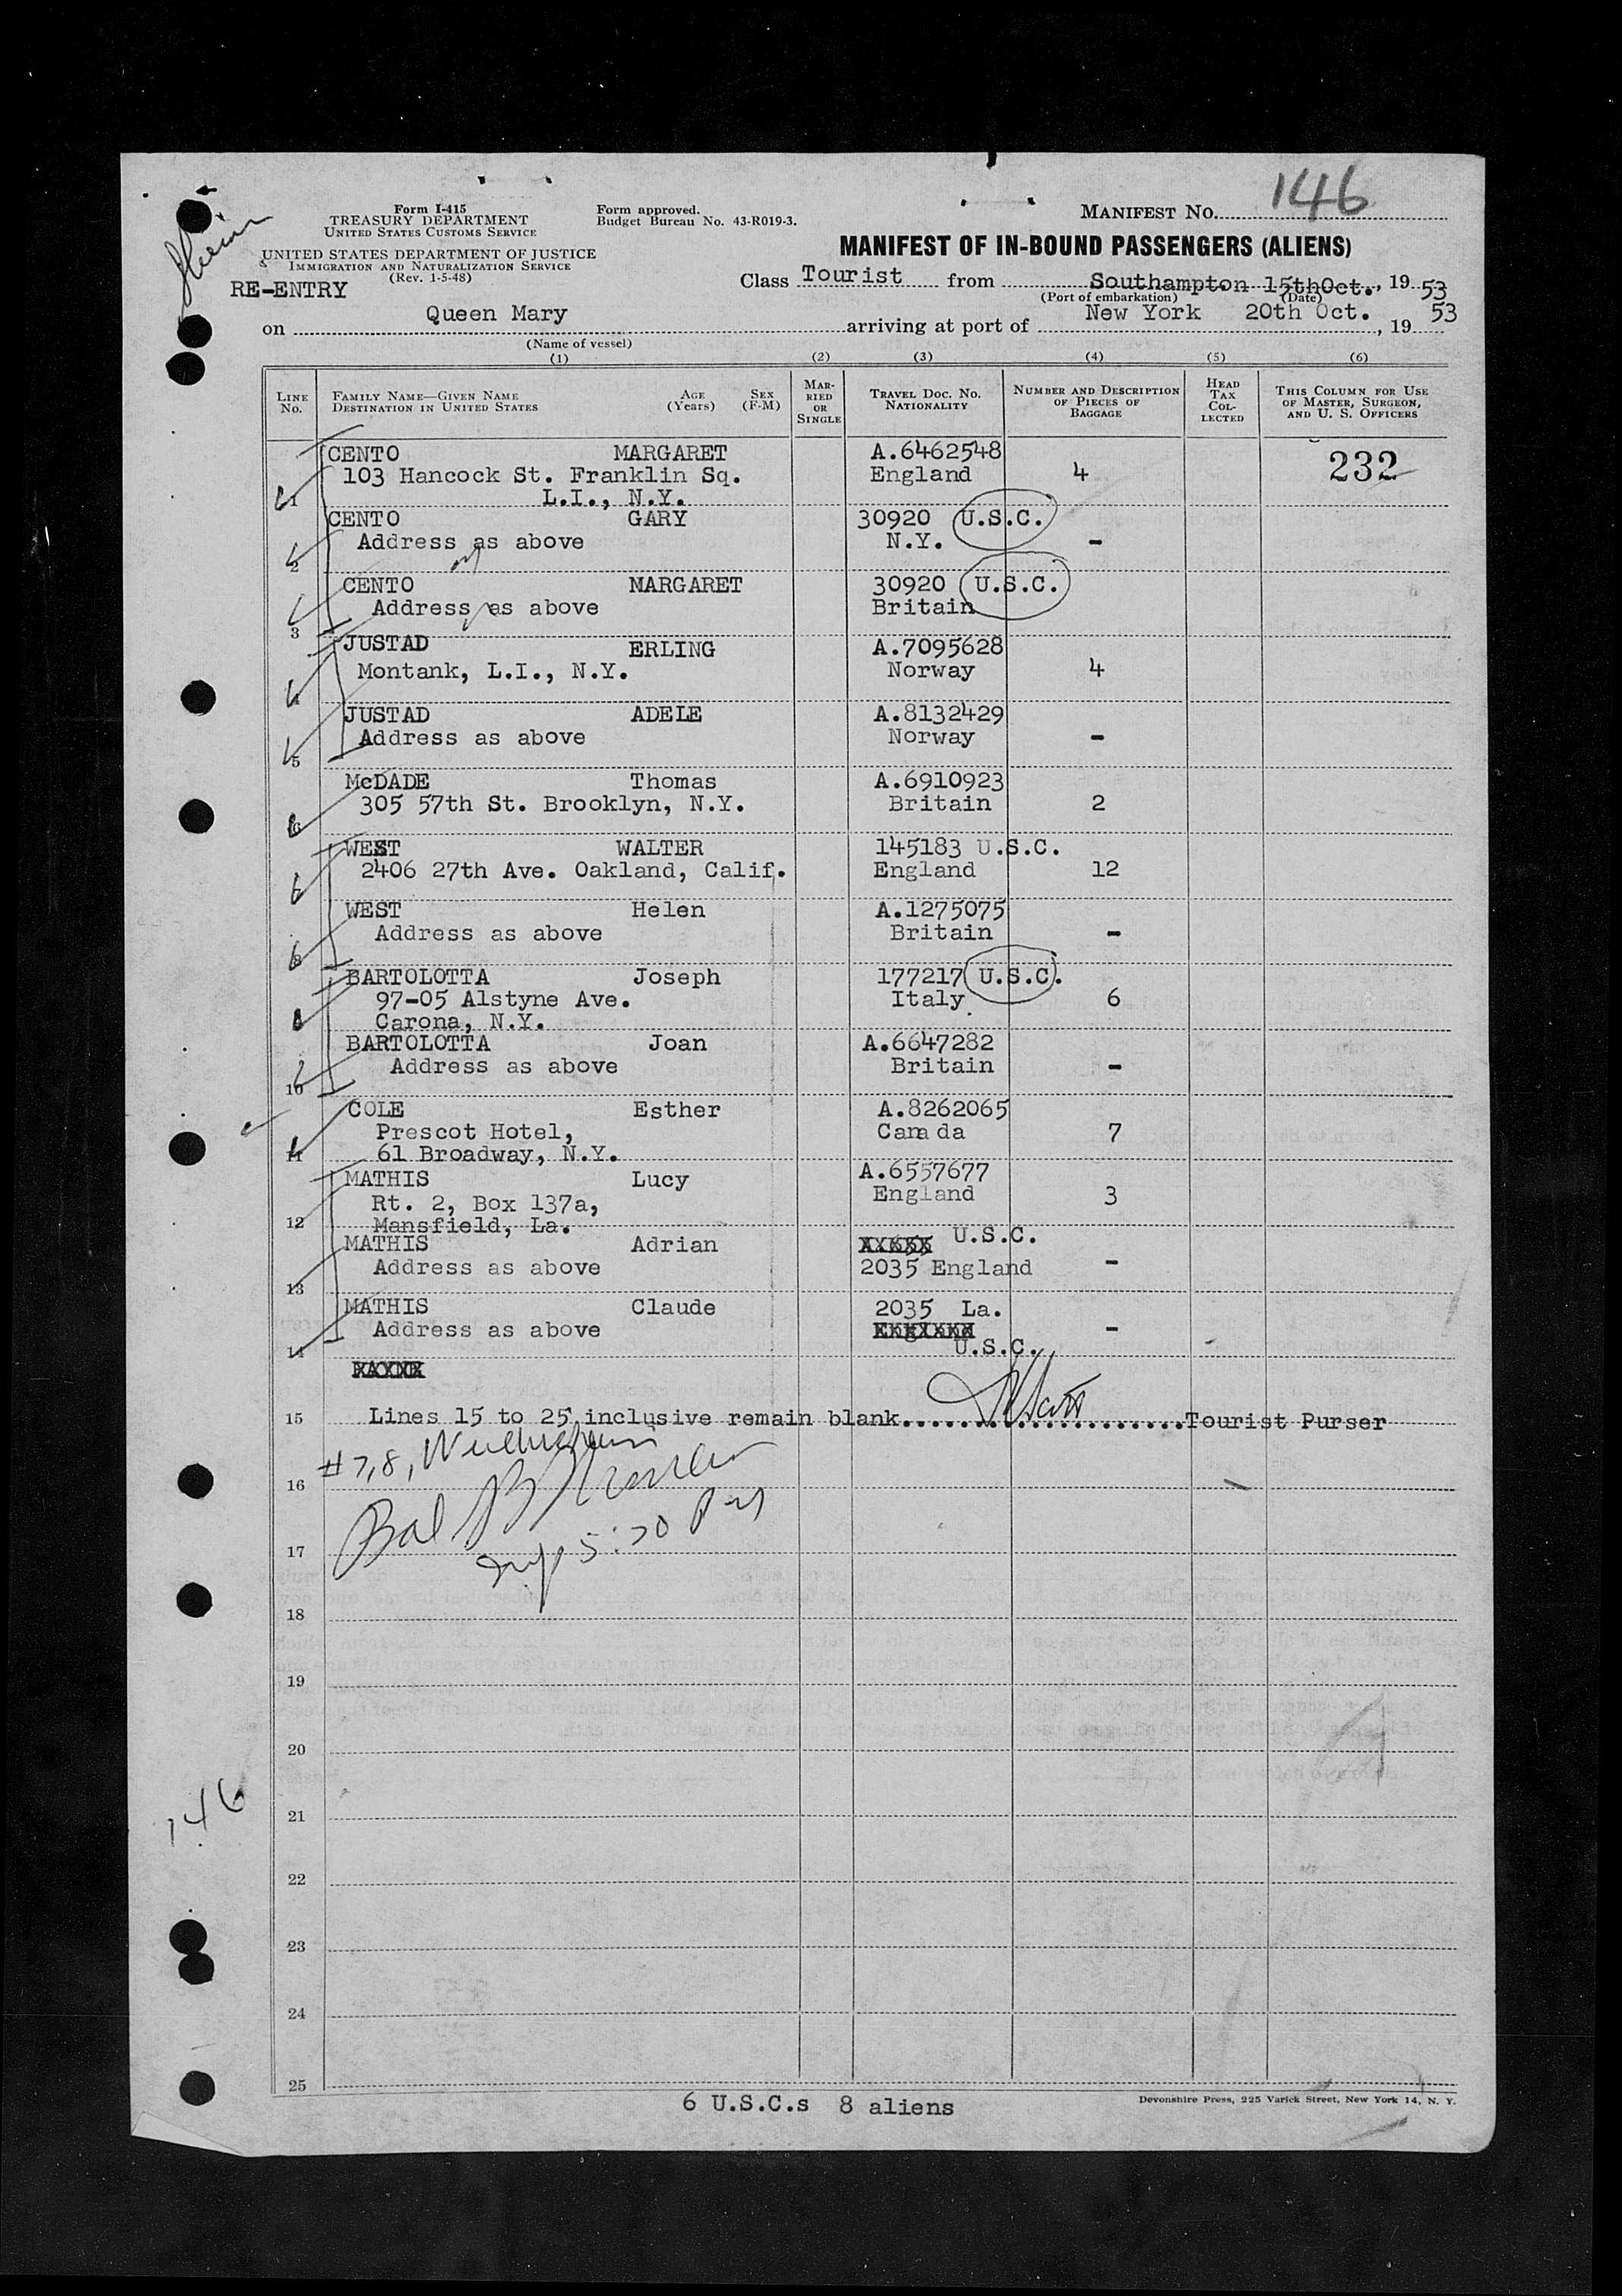 146
Form I-415
TREASURY DEPARTMENT
UNITED STATES CUSTOMS SERVICE
Form approved.
Budget Bureau No. 43-R019-3.
MANIFEST NO. 146
UNITED STATES DEPARTMENT OF JUSTICE
IMMIGRATION AND NATURALIZATION SERVICE
(Rev. 1-5-48)
MANIFEST OF IN-BOUND PASSENGERS (ALIENS)
RE-ENTRY
Class Tourist from Southampton 15thOct., 19 53
(Port of embarkation) (Date)
on Queen Mary arriving at port of New York 20th Oct. , 19 53
(Name of vessel)
(1) (2) (3) (4) (5) (6)
LINE NO. FAMILY NAME—GIVEN NAME DESTINATION IN UNITED STATES AGE (Years) SEX (F-M) MARRIED OR SINGLE TRAVEL DOC. NO. NATIONALITY NUMBER AND DESCRIPTION OF PIECES OF BAGGAGE HEAD TAX COLLECTED THIS COLUMN FOR USE OF MASTER, SURGEON, AND U. S. OFFICERS
CENTO MARGARET A.6462548
103 Hancock St. Franklin Sq. England 4 232
1 L.I., N.Y.
CENTO GARY 30920 U.S.C.
2 Address as above N.Y. -
CENTO MARGARET 30920 U.S.C.
3 Address as above Britain
JUSTAD ERLING A.7095628
Montank, L.I., N.Y. Norway 4
JUSTAD ADELE A.8132429
5 Address as above Norway -
McDADE Thomas A.6910923
6 305 57th St. Brooklyn, N.Y. Britain 2
WEST WALTER 145183 U.S.C.
2406 27th Ave. Oakland, Calif. England 12
WEST Helen A.1275075
8 Address as above Britain -
BARTOLOTTA Joseph 177217 U.S.C.
97-05 Alstyne Ave. Italy 6
Carona, N.Y.
BARTOLOTTA Joan A.6647282
10 Address as above Britain -
COLE Esther A.8262065
Prescot Hotel, Canada 7
11 61 Broadway, N.Y.
MATHIS Lucy A.6557677
Rt. 2, Box 137a, England 3
12 Mansfield, La.
MATHIS Adrian U.S.C.
13 Address as above 2035 England -
MATHIS Claude 2035 La.
Address as above -
14 U.S.C.
15 Lines 15 to 25 inclusive remain blank........................Tourist Purser
# 7, 8,
16
5:20 PM
17
18
19
20
146
21
22
23
24
25
6 U.S.C.s 8 aliens
Devonshire Press, 225 Varick Street, New York 14, N. Y.